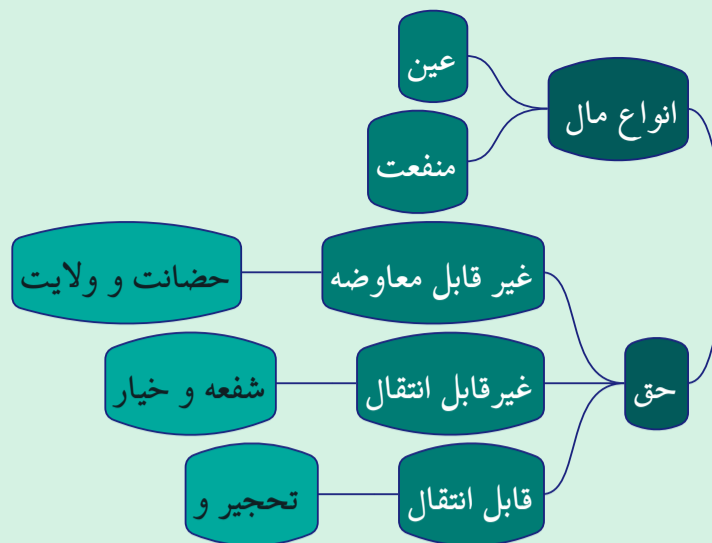 انواع مال
عین
منفعت
حق
غیر قابل معاوضه
حضانت و ولایت
غیرقابل انتقال
شفعه و خیار
قابل انتقال
تحجیر و